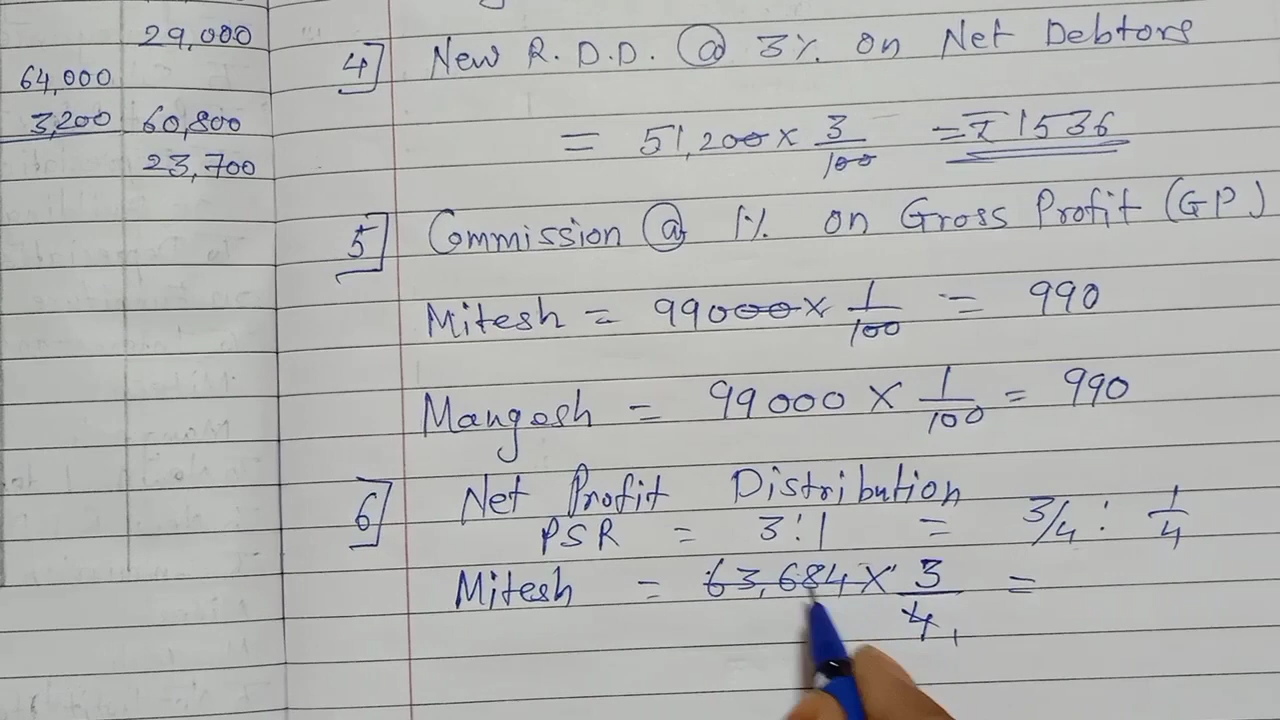 29,000
64,000
3,200 60,800
23,700
4] New R.D.D. @ 3% on Net Debtors
= 51,200 × 3/100 = ₹ 1536
5] Commission @ 1% on Gross Profit (GP)
Mitesh = 99000 × 1/100 = 990
Mangesh = 99000 × 1/100 = 990
6] Net Profit Distribution
PSR = 3:1 = 3/4 : 1/4
Mitesh = 63,684 × 3/4 =
1